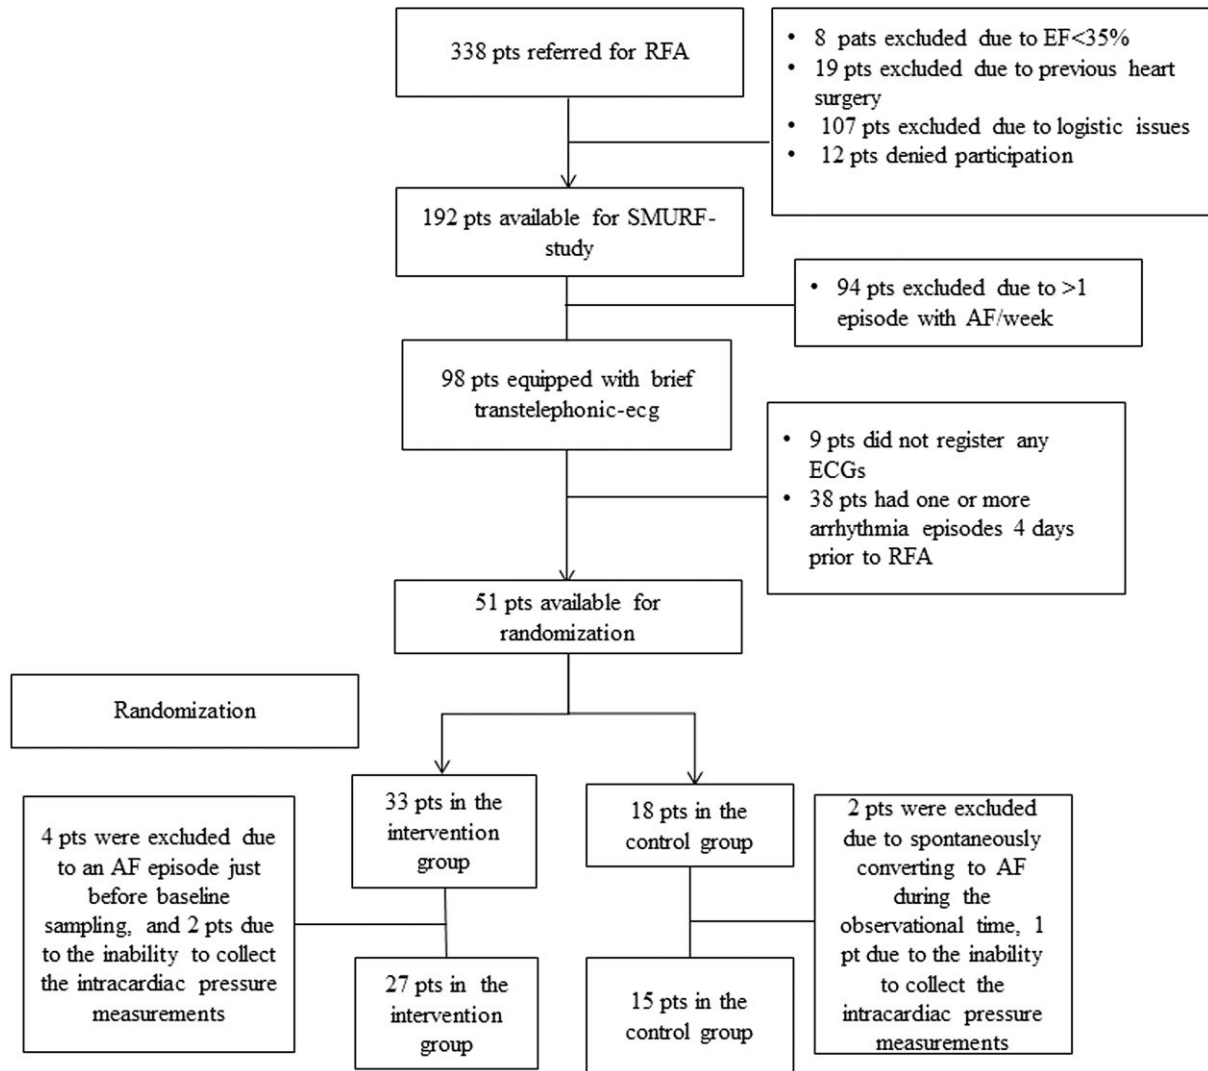 338 pts referred for RFA
• 8 pats excluded due to EF<35%
• 19 pts excluded due to previous heart
surgery
• 107 pts excluded due to logistic issues
• 12 pts denied participation
192 pts available for SMURF-
study
• 94 pts excluded due to >1
episode with AF/week
98 pts equipped with brief
transtelephonic-ecg
• 9 pts did not register any
ECGs
• 38 pts had one or more
arrhythmia episodes 4 days
prior to RFA
51 pts available for
randomization
Randomization
33 pts in the
intervention
group
18 pts in the
control group
4 pts were excluded due
to an AF episode just
before baseline
sampling, and 2 pts due
to the inability to collect
the intracardiac pressure
measurements
2 pts were excluded
due to spontaneously
converting to AF
during the
observational time, 1
pt due to the inability
to collect the
intracardiac pressure
measurements
27 pts in the
intervention
group
15 pts in the
control group